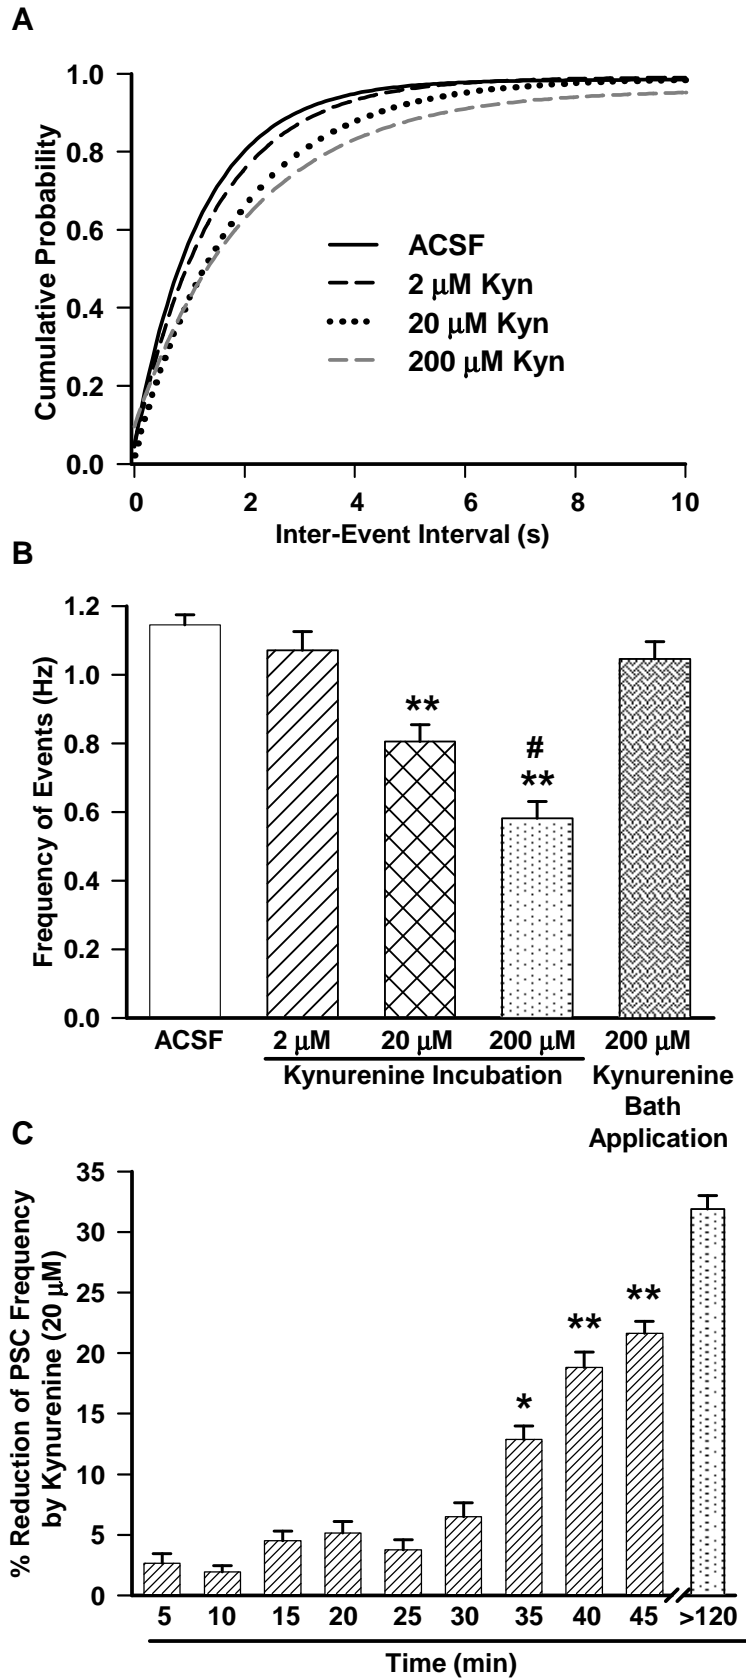 A
1.0
0.8
0.6
0.4
0.2
0.0
Cumulative Probability
ACSF
2 μM Kyn
20 μM Kyn
200 μM Kyn
0 2 4 6 8 10
Inter-Event Interval (s)
B
1.2
1.0
0.8
0.6
0.4
0.2
0.0
Frequency of Events (Hz)
**
#
**
ACSF 2 μM 20 μM 200 μM 200 μM
Kynurenine Incubation
Kynurenine
Bath
Application
C
35
30
25
20
15
10
5
0
% Reduction of PSC Frequency
by Kynurenine (20 μM)
*
**
**
5 10 15 20 25 30 35 40 45 >120
Time (min)